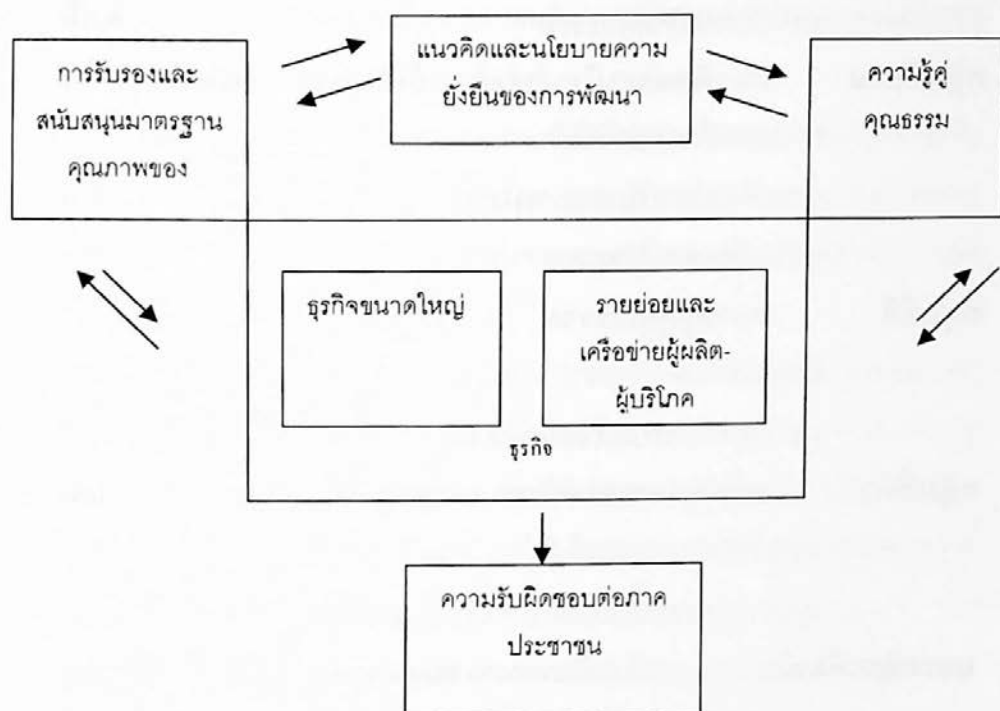 การรับรองและ
สนับสนุนมาตรฐาน
คุณภาพของ
แนวคิดและนโยบายความ
ยั่งยืนของการพัฒนา
ความรู้คู่
คุณธรรม
ธุรกิจขนาดใหญ่
รายย่อยและ
เครือข่ายผู้ผลิต-
ผู้บริโภค
ธุรกิจ
ความรับผิดชอบต่อภาค
ประชาชน